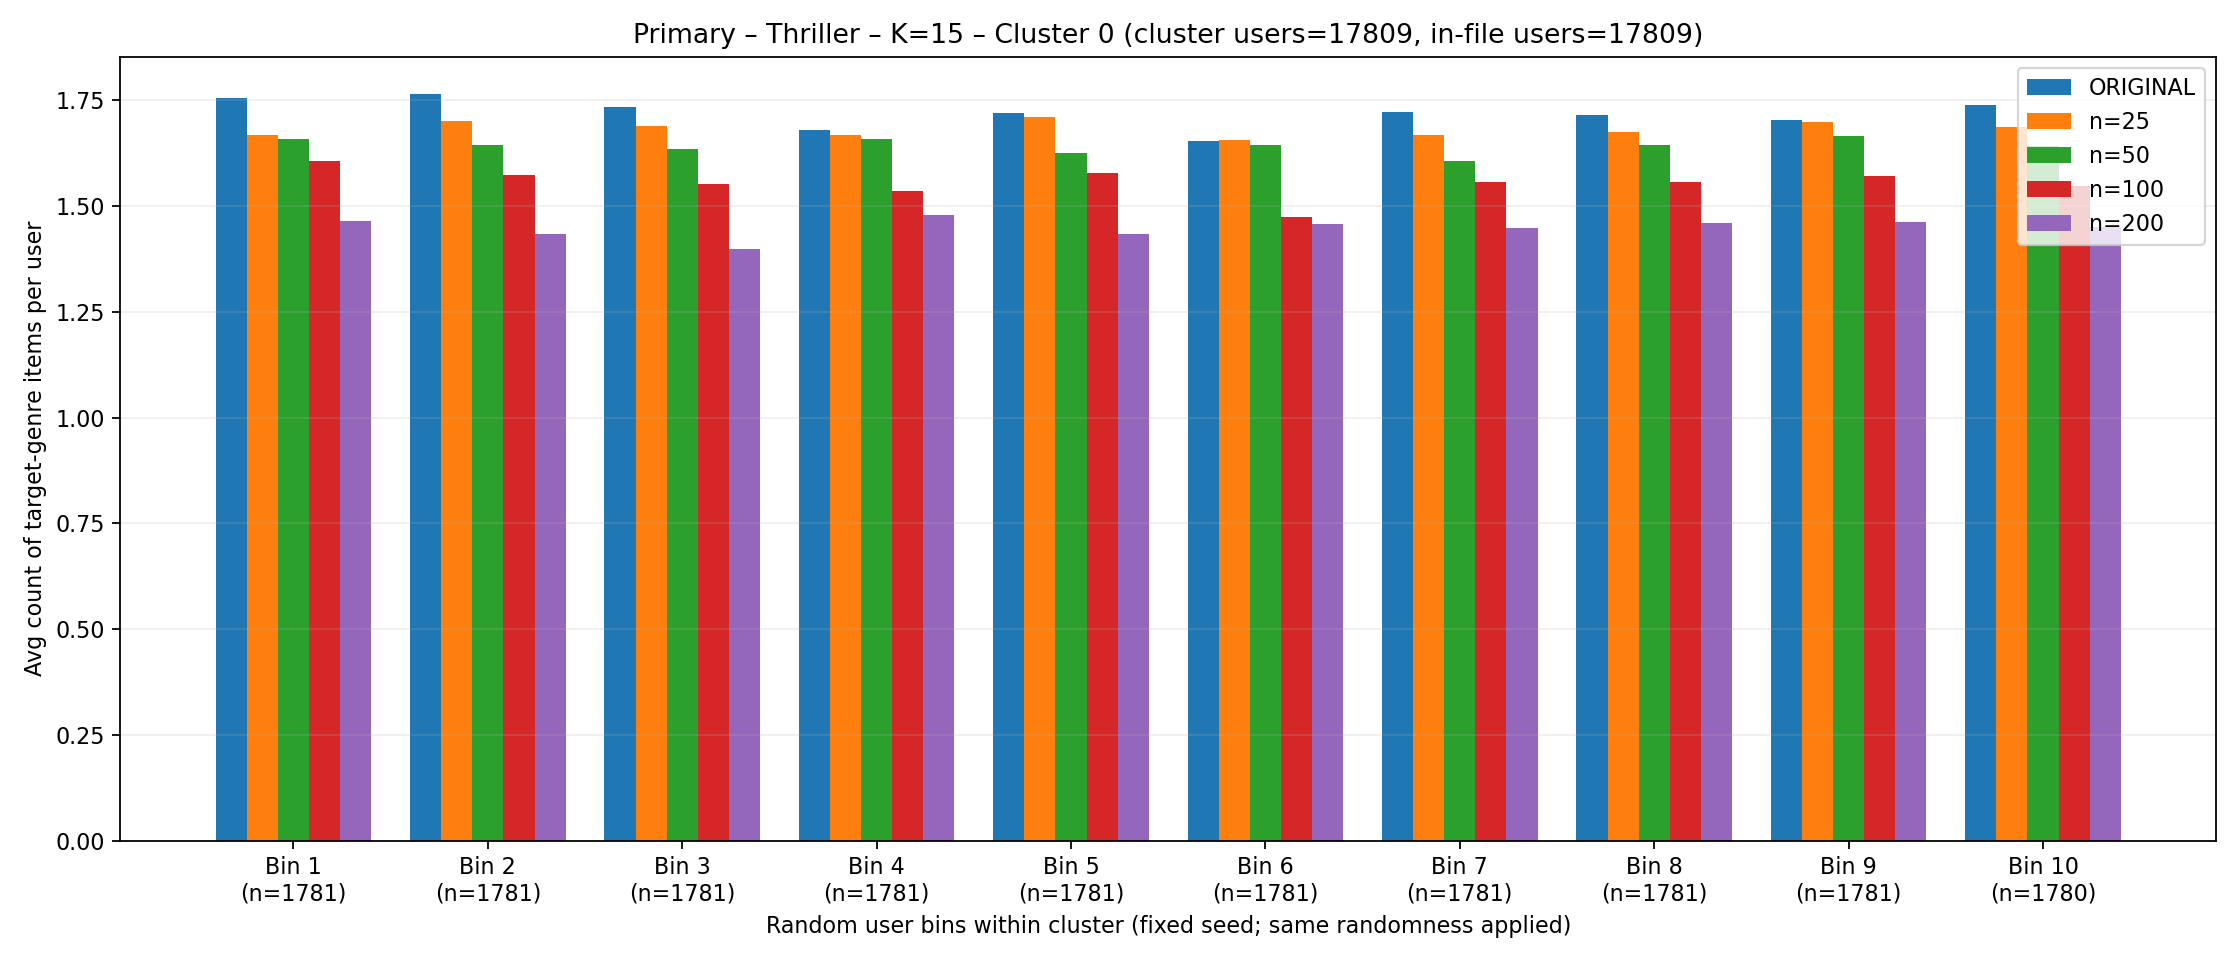 Primary – Thriller – K=15 – Cluster 0 (cluster users=17809, in-file users=17809)
Avg count of target-genre items per user
1.75
1.50
1.25
1.00
0.75
0.50
0.25
0.00
ORIGINAL
n=25
n=50
n=100
n=200
Bin 1
(n=1781)
Bin 2
(n=1781)
Bin 3
(n=1781)
Bin 4
(n=1781)
Bin 5
(n=1781)
Bin 6
(n=1781)
Bin 7
(n=1781)
Bin 8
(n=1781)
Bin 9
(n=1781)
Bin 10
(n=1780)
Random user bins within cluster (fixed seed; same randomness applied)